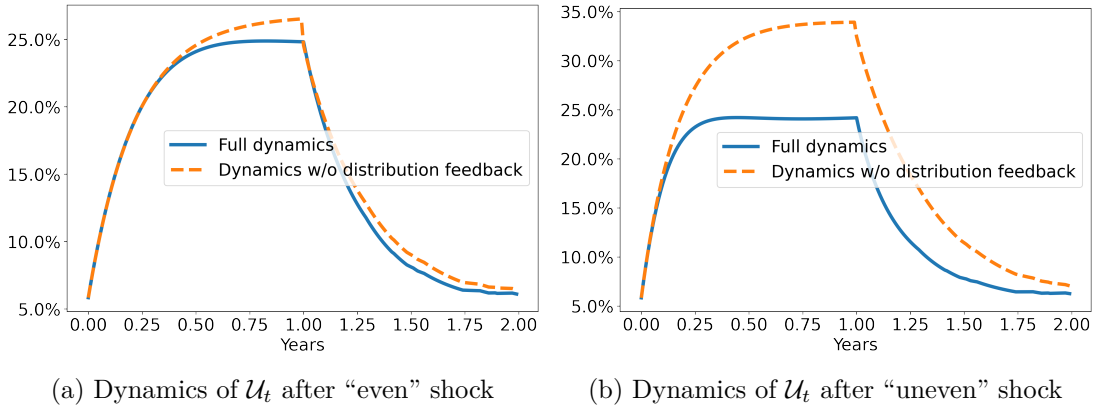 25.0%
20.0%
15.0%
10.0%
5.0%
0.00 0.25 0.50 0.75 1.00 1.25 1.50 1.75 2.00
Years
Full dynamics
Dynamics w/o distribution feedback
(a) Dynamics of 𝒰ₜ after “even” shock
35.0%
30.0%
25.0%
20.0%
15.0%
10.0%
5.0%
0.00 0.25 0.50 0.75 1.00 1.25 1.50 1.75 2.00
Years
Full dynamics
Dynamics w/o distribution feedback
(b) Dynamics of 𝒰ₜ after “uneven” shock